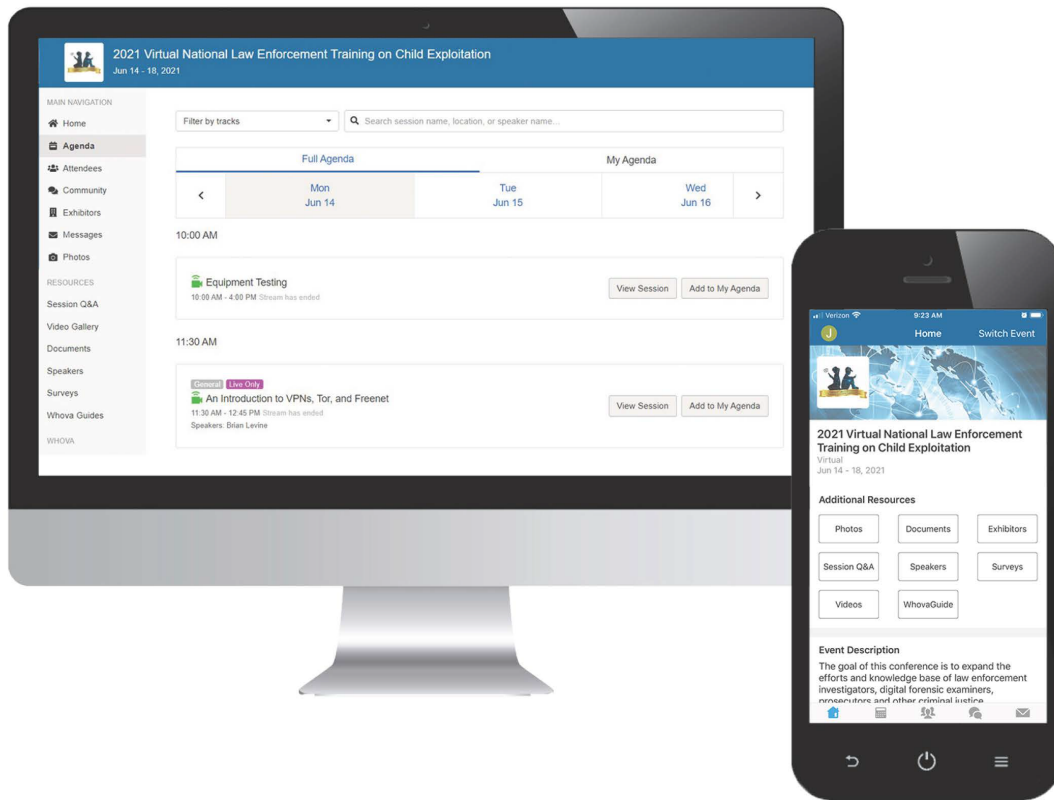 2021 Virtual National Law Enforcement Training on Child Exploitation
Jun 14 - 18, 2021
MAIN NAVIGATION
Home
Agenda
Attendees
Community
Exhibitors
Messages
Photos
RESOURCES
Session Q&A
Video Gallery
Documents
Speakers
Surveys
Whova Guides
WHOVA
Filter by tracks
Search session name, location, or speaker name...
Full Agenda
My Agenda
Mon
Jun 14
Tue
Jun 15
Wed
Jun 16
10:00 AM
Equipment Testing
10:00 AM - 4:00 PM Stream has ended
View Session
Add to My Agenda
11:30 AM
General Live Only
An Introduction to VPNs, Tor, and Freenet
11:30 AM - 12:45 PM Stream has ended
Speakers: Brian Levine
View Session
Add to My Agenda
Verizon
9:23 AM
J
Home
Switch Event
2021 Virtual National Law Enforcement
Training on Child Exploitation
Virtual
Jun 14 - 18, 2021
Additional Resources
Photos
Documents
Exhibitors
Session Q&A
Speakers
Surveys
Videos
WhovaGuide
Event Description
The goal of this conference is to expand the
efforts and knowledge base of law enforcement
investigators, digital forensic examiners,
prosecutors and other criminal justice